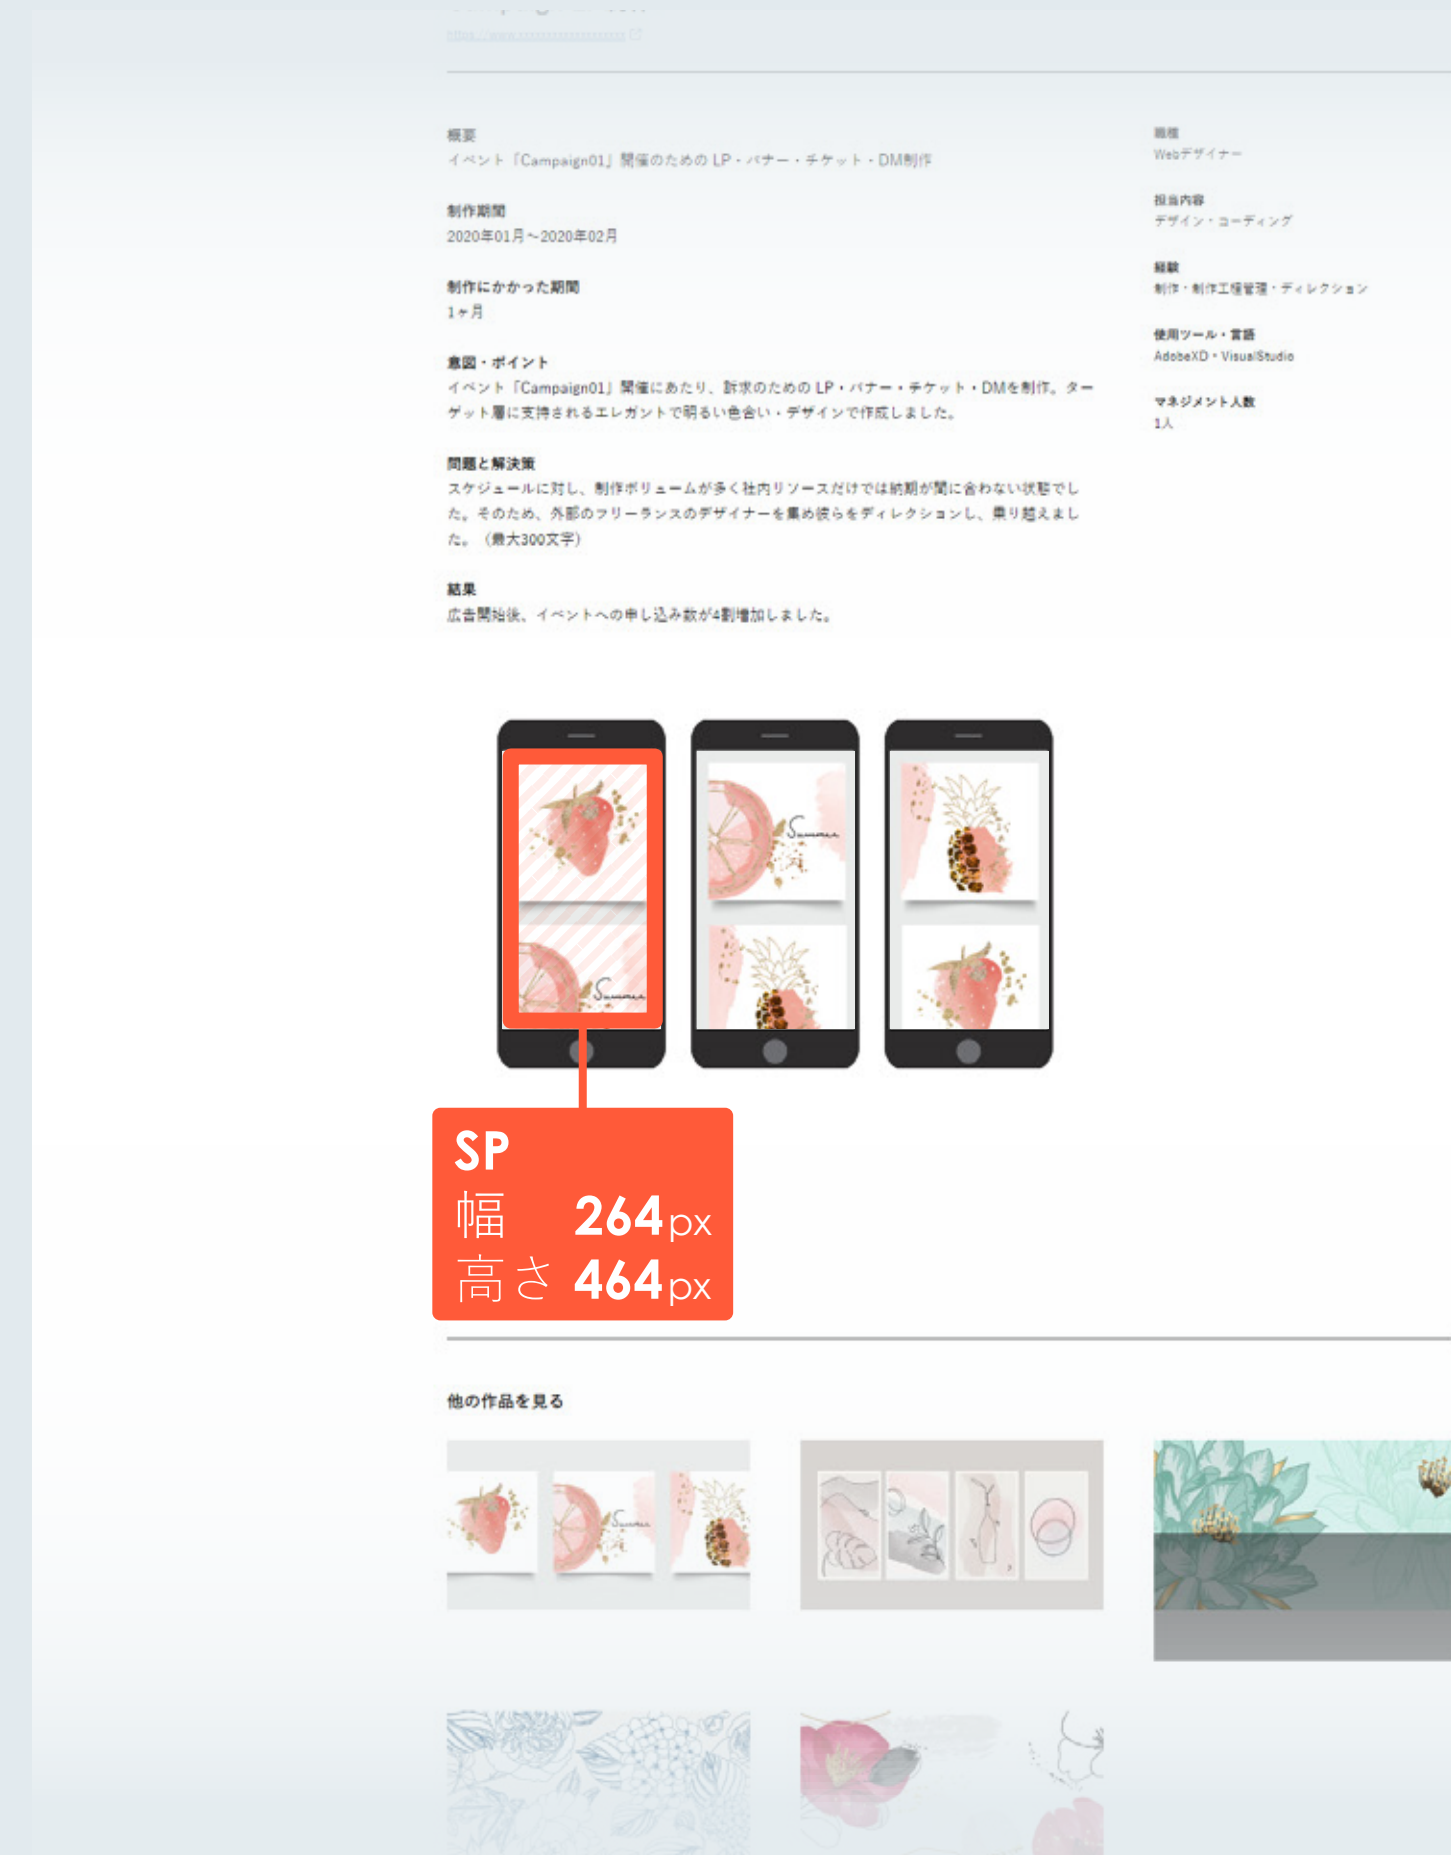 概要
イベント「Campaign01」開催のための LP・バナー・チケット・DM制作
制作期間
2020年01月～2020年02月
制作にかかった期間
1ヶ月
意図・ポイント
イベント「Campaign01」開催にあたり、訴求のための LP・バナー・チケット・DMを制作。ター
ゲット層に支持されるエレガントで明るい色合い・デザインで作成しました。
問題と解決策
スケジュールに対し、制作ボリュームが多く社内リソースだけでは納期が間に合わない状態でし
た。そのため、外部のフリーランスのデザイナーを集め彼らをディレクションし、乗り越えまし
た。（最大300文字）
結果
広告開始後、イベントへの申し込み数が4割増加しました。
職種
Webデザイナー
担当内容
デザイン・コーディング
経験
制作・制作工程管理・ディレクション
使用ツール・言語
AdobeXD・VisualStudio
マネジメント人数
1人
Summer
Summer
SP
幅 264px
高さ 464px
他の作品を見る
Summer